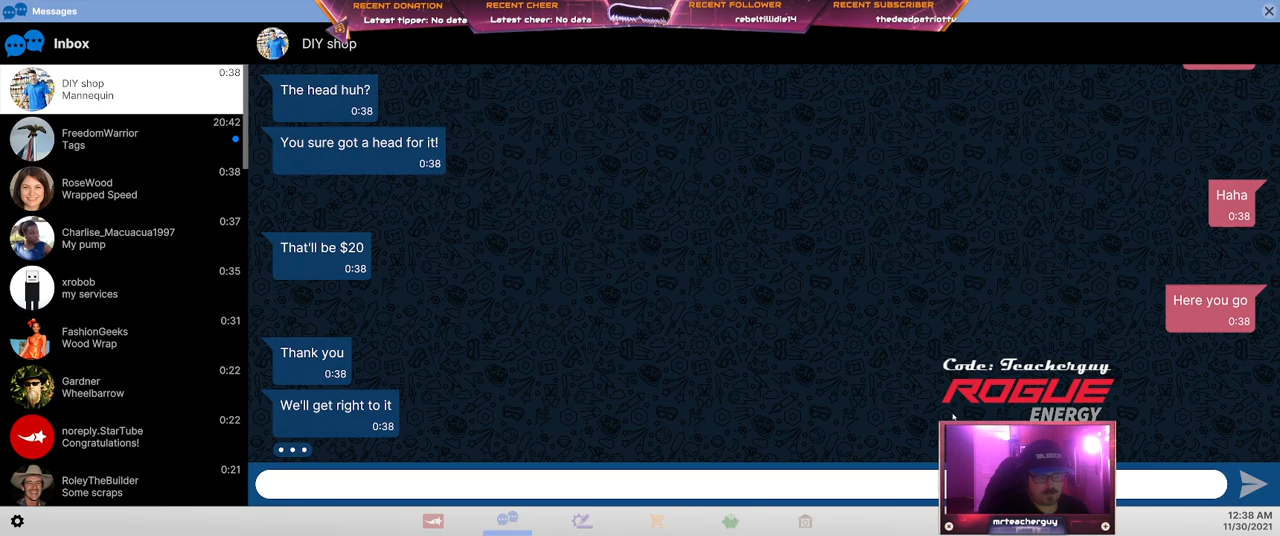 Messages
RECENT DONATION
Latest tipper: No data
RECENT CHEER
Latest cheer: No data
RECENT FOLLOWER
rebeltillidie14
RECENT SUBSCRIBER
thedeadpatriottv
Inbox
DIY shop
DIY shop
Mannequin
0:38
FreedomWarrior
Tags
20:42
RoseWood
Wrapped Speed
0:38
Charlise_Macuacua1997
My pump
0:37
xrobob
my services
0:35
FashionGeeks
Wood Wrap
0:31
Gardner
Wheelbarrow
0:22
noreply.StarTube
Congratulations!
0:22
RoleyTheBuilder
Some scraps
0:21
The head huh?
0:38
You sure got a head for it!
0:38
Haha
0:38
That'll be $20
0:38
Here you go
0:38
Thank you
0:38
We'll get right to it
0:38
Code: Teacherguy
ROGUE
ENERGY
mrteacherguy
12:38 AM
11/30/2021